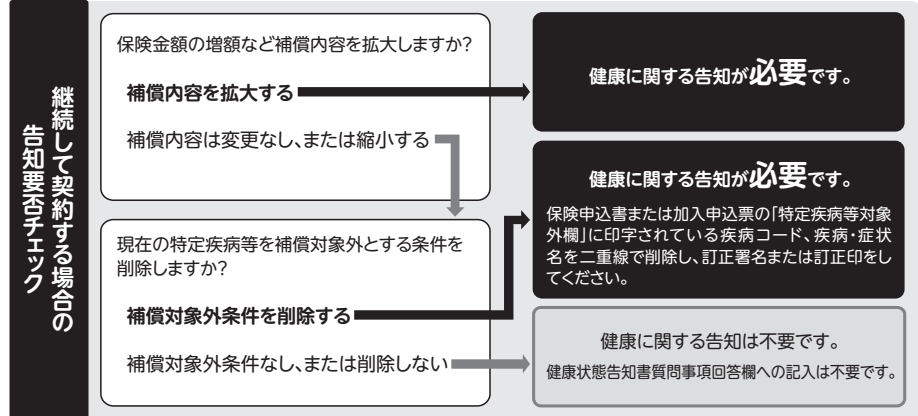 継続して契約する場合の
告知要否チェック
保険金額の増額など補償内容を拡大しますか?
補償内容を拡大する
補償内容は変更なし、または縮小する
健康に関する告知が必要です。
現在の特定疾病等を補償対象外とする条件を
削除しますか?
補償対象外条件を削除する
補償対象外条件なし、または削除しない
健康に関する告知が必要です。
保険申込書または加入申込票の「特定疾病等対象
外欄」に印字されている疾病コード、疾病・症状
名を二重線で削除し、訂正署名または訂正印をし
てください。
健康に関する告知は不要です。
健康状態告知書質問事項回答欄への記入は不要です。